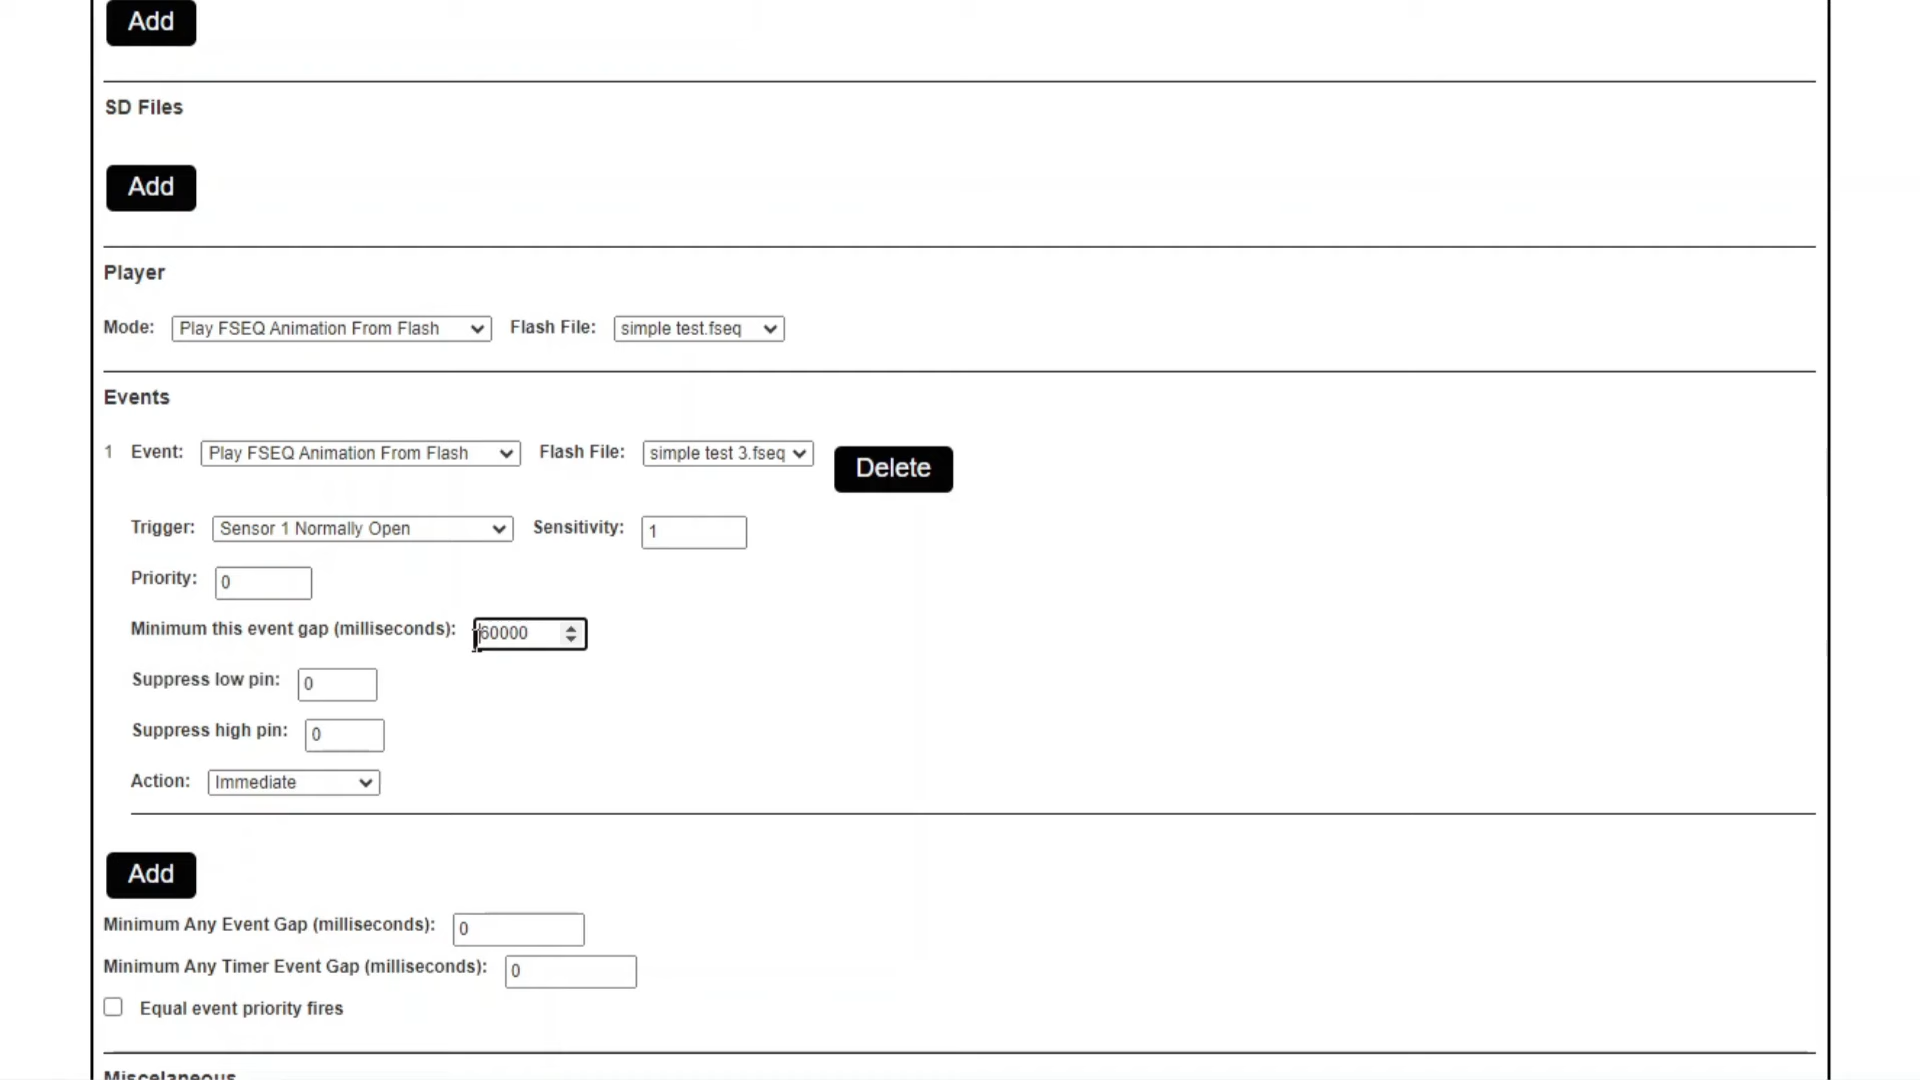 Add
SD Files
Add
Player
Mode: Play FSEQ Animation From Flash Flash File: simple test.fseq
Events
1 Event: Play FSEQ Animation From Flash Flash File: simple test 3.fseq Delete
Trigger: Sensor 1 Normally Open Sensitivity: 1
Priority: 0
Minimum this event gap (milliseconds): 60000
Suppress low pin: 0
Suppress high pin: 0
Action: Immediate
Add
Minimum Any Event Gap (milliseconds): 0
Minimum Any Timer Event Gap (milliseconds): 0
Equal event priority fires
Miscelaneous